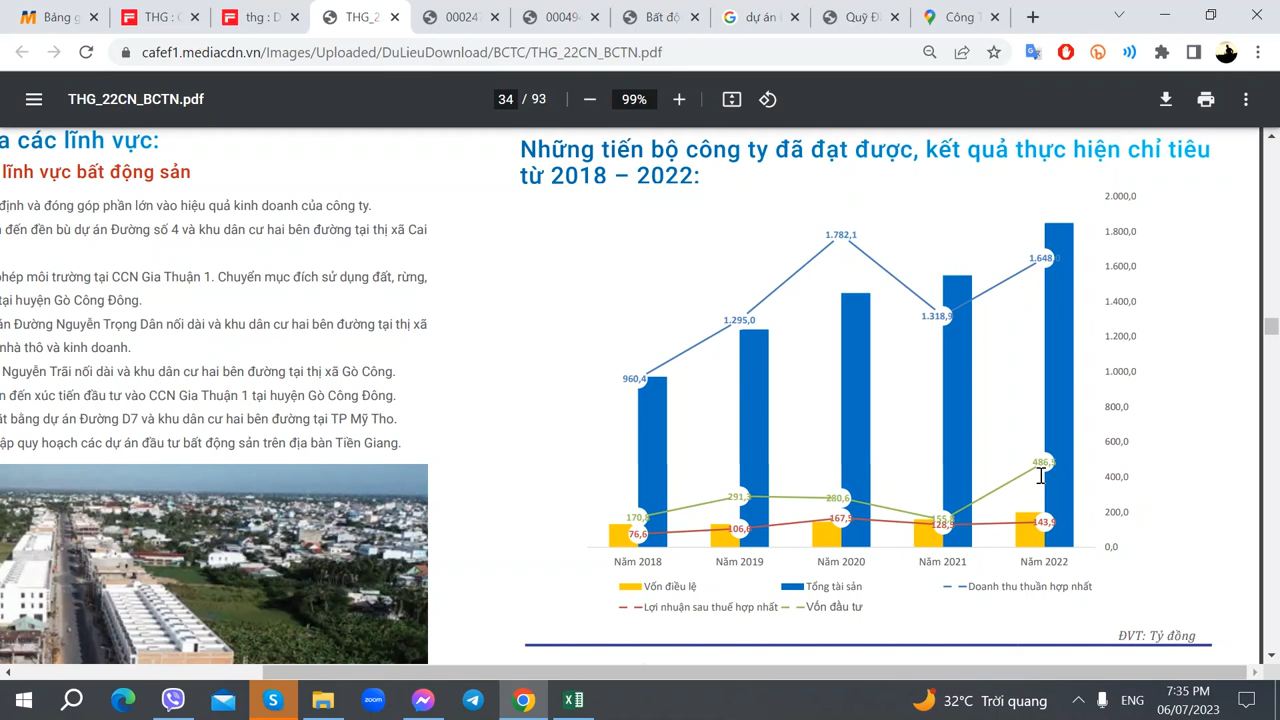 Bảng g
THG : C
thg : D
THG_2
00024
00049
Bất độ
dự án
Quỹ Đ
Công T
cafef1.mediacdn.vn/Images/Uploaded/DuLieuDownload/BCTC/THG_22CN_BCTN.pdf
THG_22CN_BCTN.pdf
34 / 93
99%
a các lĩnh vực:
lĩnh vực bất động sản
định và đóng góp phần lớn vào hiệu quả kinh doanh của công ty.
n đến đền bù dự án Đường số 4 và khu dân cư hai bên đường tại thị xã Cai
phép môi trường tại CCN Gia Thuận 1. Chuyển mục đích sử dụng đất, rừng,
tại huyện Gò Công Đông.
án Đường Nguyễn Trọng Dân nối dài và khu dân cư hai bên đường tại thị xã
nhà thô và kinh doanh.
Nguyễn Trãi nối dài và khu dân cư hai bên đường tại thị xã Gò Công.
n đến xúc tiến đầu tư vào CCN Gia Thuận 1 tại huyện Gò Công Đông.
ặt bằng dự án Đường D7 và khu dân cư hai bên đường tại TP Mỹ Tho.
ập quy hoạch các dự án đầu tư bất động sản trên địa bàn Tiền Giang.
Những tiến bộ công ty đã đạt được, kết quả thực hiện chỉ tiêu
từ 2018 – 2022:
2.000,0
1.800,0
1.600,0
1.400,0
1.200,0
1.000,0
800,0
600,0
400,0
200,0
0,0
960,4
1.295,0
1.782,1
1.318,9
1.648,0
291,3
280,6
76,6
106,6
167,5
128,5
143,9
Năm 2018
Năm 2019
Năm 2020
Năm 2021
Năm 2022
Vốn điều lệ
Tổng tài sản
Doanh thu thuần hợp nhất
Lợi nhuận sau thuế hợp nhất
Vốn đầu tư
ĐVT: Tỷ đồng
zoom
32°C Trời quang
ENG
7:35 PM
06/07/2023